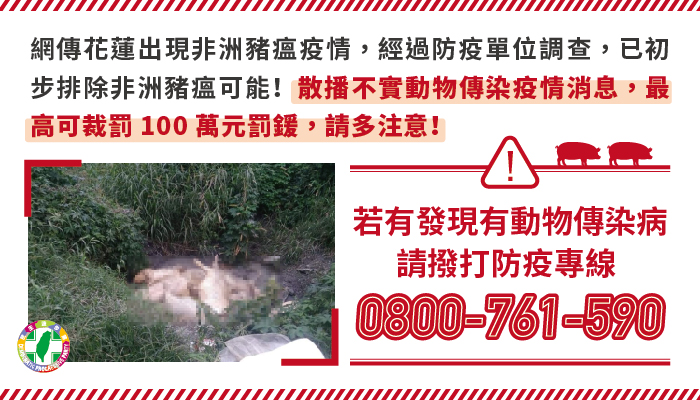 網傳花蓮出現非洲豬瘟疫情，經過防疫單位調查，已初
步排除非洲豬瘟可能！散播不實動物傳染疫情消息，最
高可裁罰 100 萬元罰鍰，請多注意！
!
若有發現有動物傳染病
請撥打防疫專線
0800-761-590